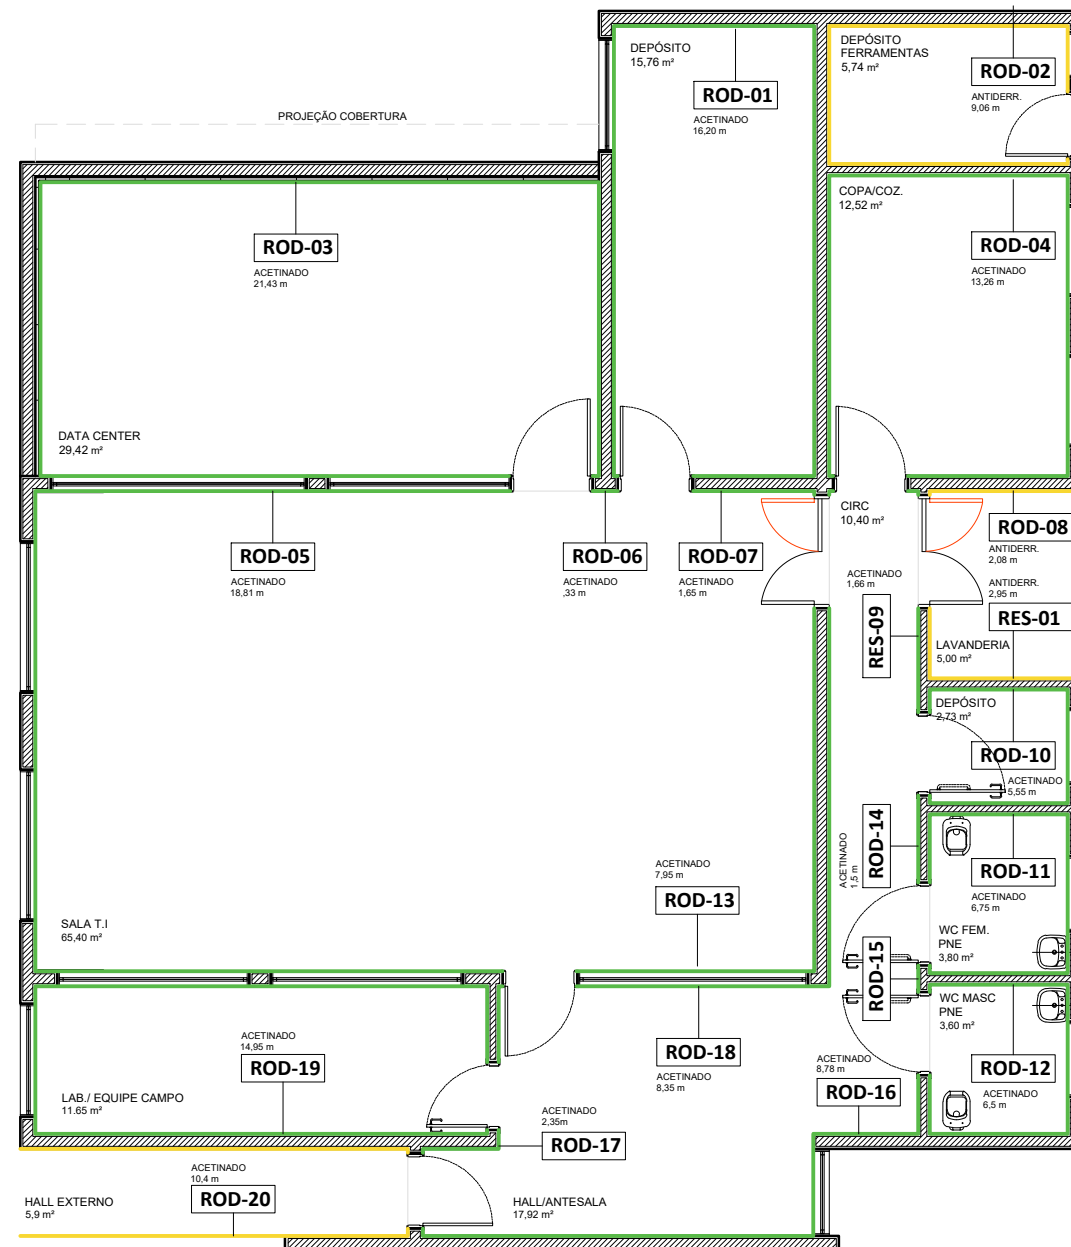 DEPÓSITO
15,76 m²
ROD-01
ACETINADO
16,20 m
DEPÓSITO
FERRAMENTAS
5,74 m²
ROD-02
ANTIDERR.
9,06 m
PROJEÇÃO COBERTURA
ROD-03
ACETINADO
21,43 m
DATA CENTER
29,42 m²
COPA/COZ.
12,52 m²
ROD-04
ACETINADO
13,26 m
ROD-05
ACETINADO
18,81 m
ROD-06
ACETINADO
,33 m
ROD-07
ACETINADO
1,65 m
CIRC
10,40 m²
ROD-08
ANTIDERR.
2,08 m
ANTIDERR.
2,95 m
RES-01
LAVANDERIA
5,00 m²
ACETINADO
1,66 m
RES-09
DEPÓSITO
2,73 m²
ROD-10
ACETINADO
5,55 m
ROD-14
ACETINADO
1,5 m
ROD-11
ACETINADO
6,75 m
WC FEM.
PNE
3,80 m²
ACETINADO
7,95 m
ROD-13
SALA T.I
65,40 m²
ROD-15
WC MASC
PNE
3,60 m²
ROD-12
ACETINADO
6,5 m
ACETINADO
14,95 m
ROD-19
LAB./ EQUIPE CAMPO
11.65 m²
ROD-18
ACETINADO
8,35 m
ACETINADO
8,78 m
ROD-16
ACETINADO
2,35m
ROD-17
ACETINADO
10,4 m
ROD-20
HALL EXTERNO
5,9 m²
HALL/ANTESALA
17,92 m²